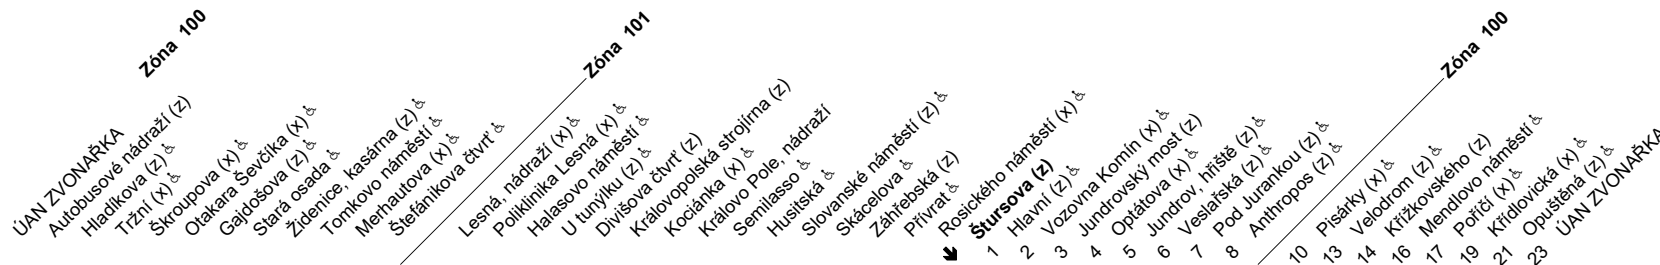 Zóna 100
ÚAN ZVONAŘKA
Autobusové nádraží (z)
Hladíkova (z) ♿
Tržní (x) ♿
Škroupova (x) ♿
Otakara Ševčíka (x) ♿
Gajdošova (z) ♿
Stará osada ♿
Židenice, kasárna (z) ♿
Tomkovo náměstí ♿
Merhautova (x) ♿
Štefánikova čtvrť ♿
Zóna 101
Lesná, nádraží (x) ♿
Poliklinika Lesná (x) ♿
Halasovo náměstí ♿
U tunýlku (z) ♿
Divišova čtvrť (z)
Královopolská strojírna (z)
Kociánka (x) ♿
Královo Pole, nádraží
Semilasso ♿
Husitská ♿
Slovanské náměstí (z) ♿
Skácelova ♿
Záhřebská (z)
Přívrat ♿
Rosického náměstí (x) ♿
Štursova (z)
1 Hlavní (z) ♿
2 Vozovna Komín (x) ♿
3 Jundrovský most (z)
4 Optátova (x) ♿
5 Jundrov, hřiště (z) ♿
6 Veslařská (z) ♿
7 Pod Jurankou (z) ♿
8 Anthropos (z) ♿
Zóna 100
10 Pisárky (x) ♿
13 Velodrom (z) ♿
14 Křížkovského (z)
16 Mendlovo náměstí ♿
17 Poříčí (x) ♿
19 Křídlovická (x) ♿
21 Opuštěná (z) ♿
23 ÚAN ZVONAŘKA